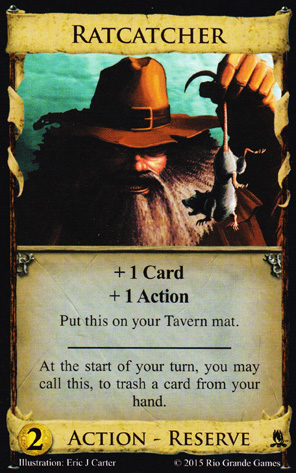 RATCATCHER
+1 Card
+1 Action
Put this on your Tavern mat.
At the start of your turn, you may
call this, to trash a card from your
hand.
2 ACTION - RESERVE
Illustration: Eric J Carter © 2015 Rio Grande Games